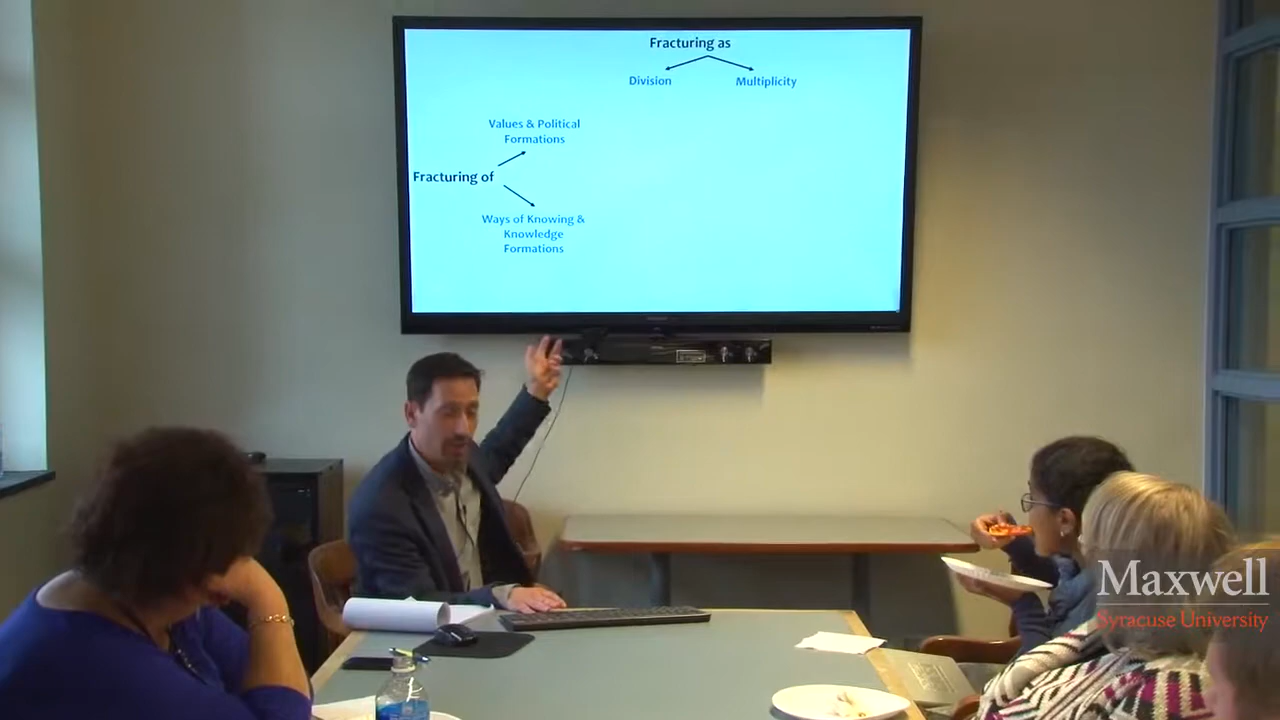 Fracturing as
Division
Multiplicity
Values & Political
Formations
Fracturing of
Ways of Knowing &
Knowledge
Formations
Maxwell
Syracuse University